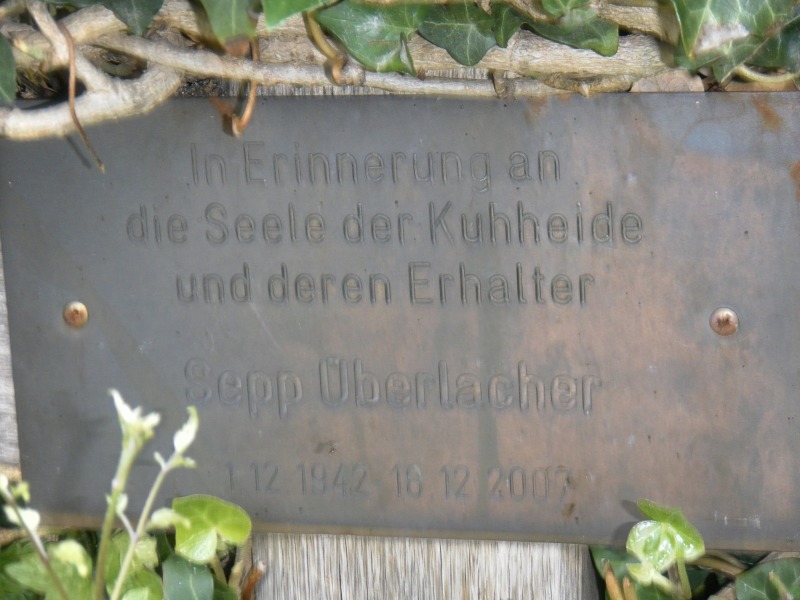 In Erinnerung an
die Seele der Kuhheide
und deren Erhalter
Sepp Überlacher
1 12 1942 16 12 2007